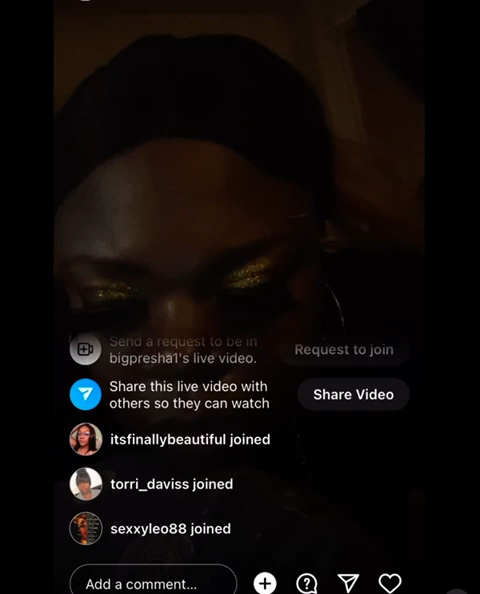 Send a request to be in
bigpresha1's live video.
Request to join
Share this live video with
others so they can watch
Share Video
itsfinallybeautiful joined
torri_daviss joined
sexxyleo88 joined
Add a comment...